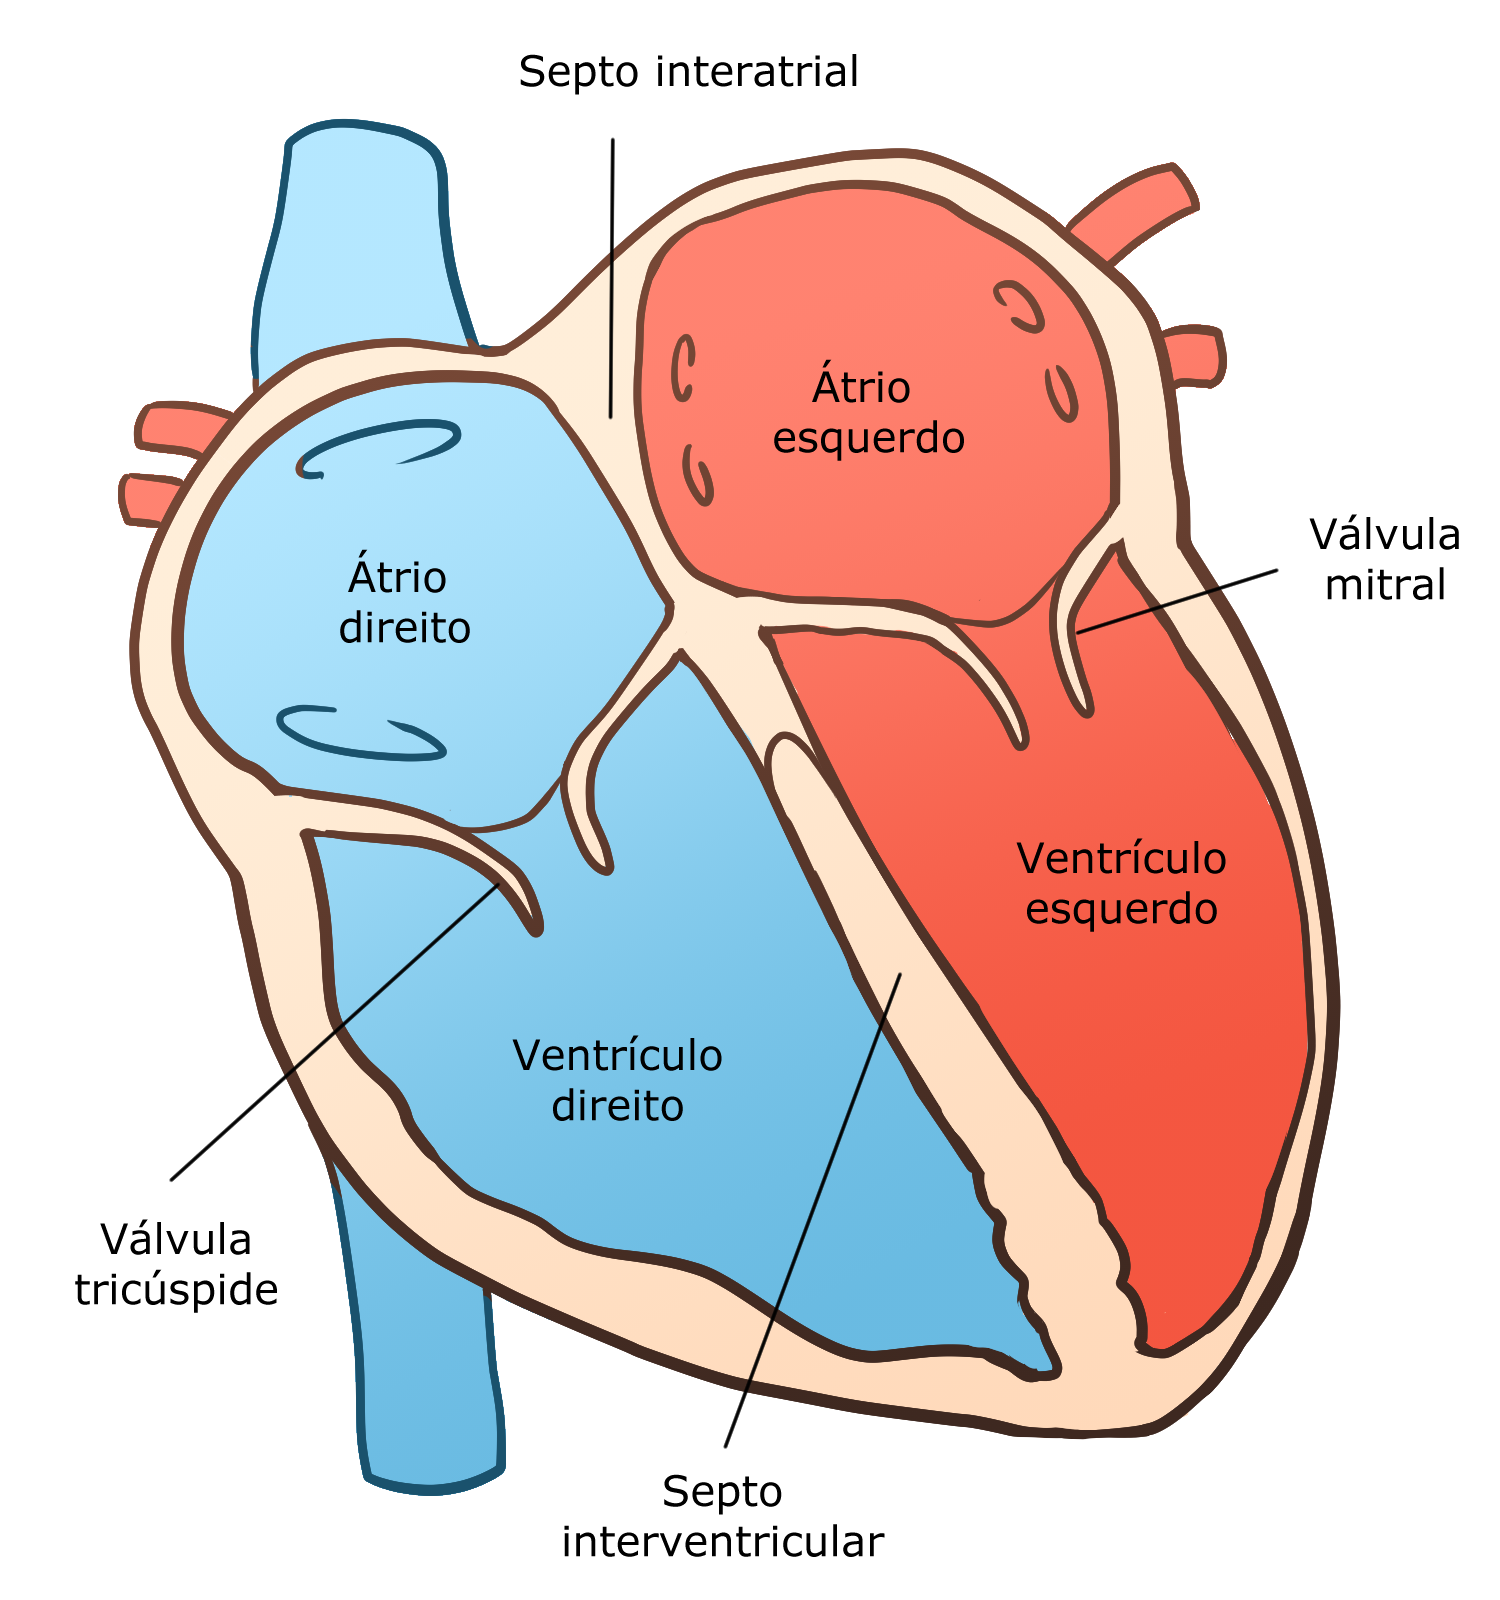 Septo interatrial
Átrio
esquerdo
Válvula
mitral
Átrio
direito
Ventrículo
esquerdo
Ventrículo
direito
Válvula
tricúspide
Septo
interventricular